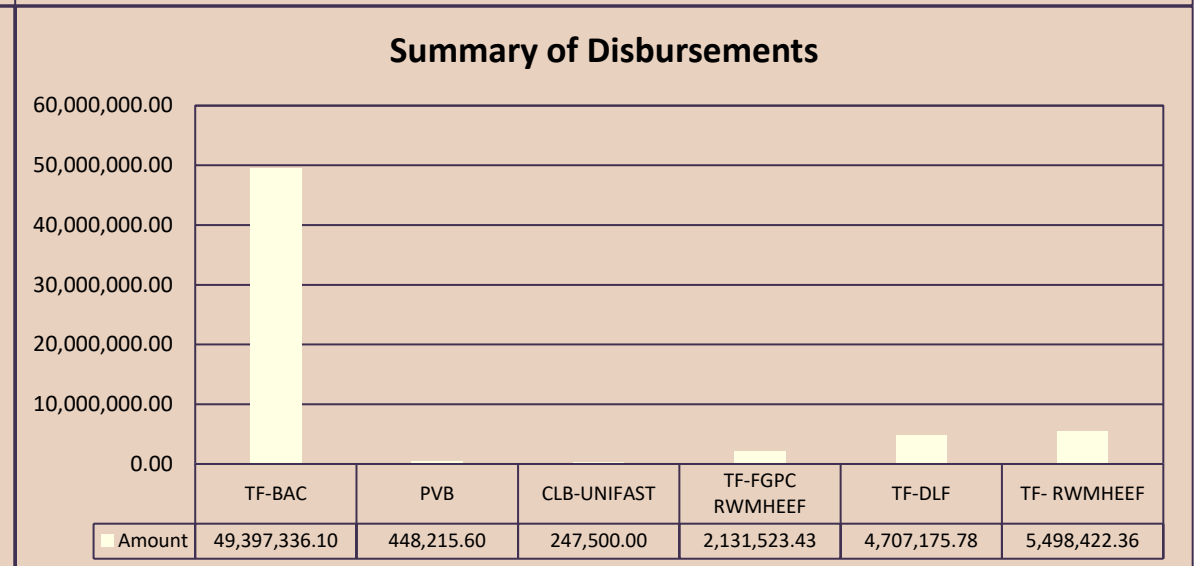 Summary of Disbursements
60,000,000.00
50,000,000.00
40,000,000.00
30,000,000.00
20,000,000.00
10,000,000.00
0.00
TF-BAC PVB CLB-UNIFAST TF-FGPC RWMHEEF TF-DLF TF- RWMHEEF
Amount 49,397,336.10 448,215.60 247,500.00 2,131,523.43 4,707,175.78 5,498,422.36